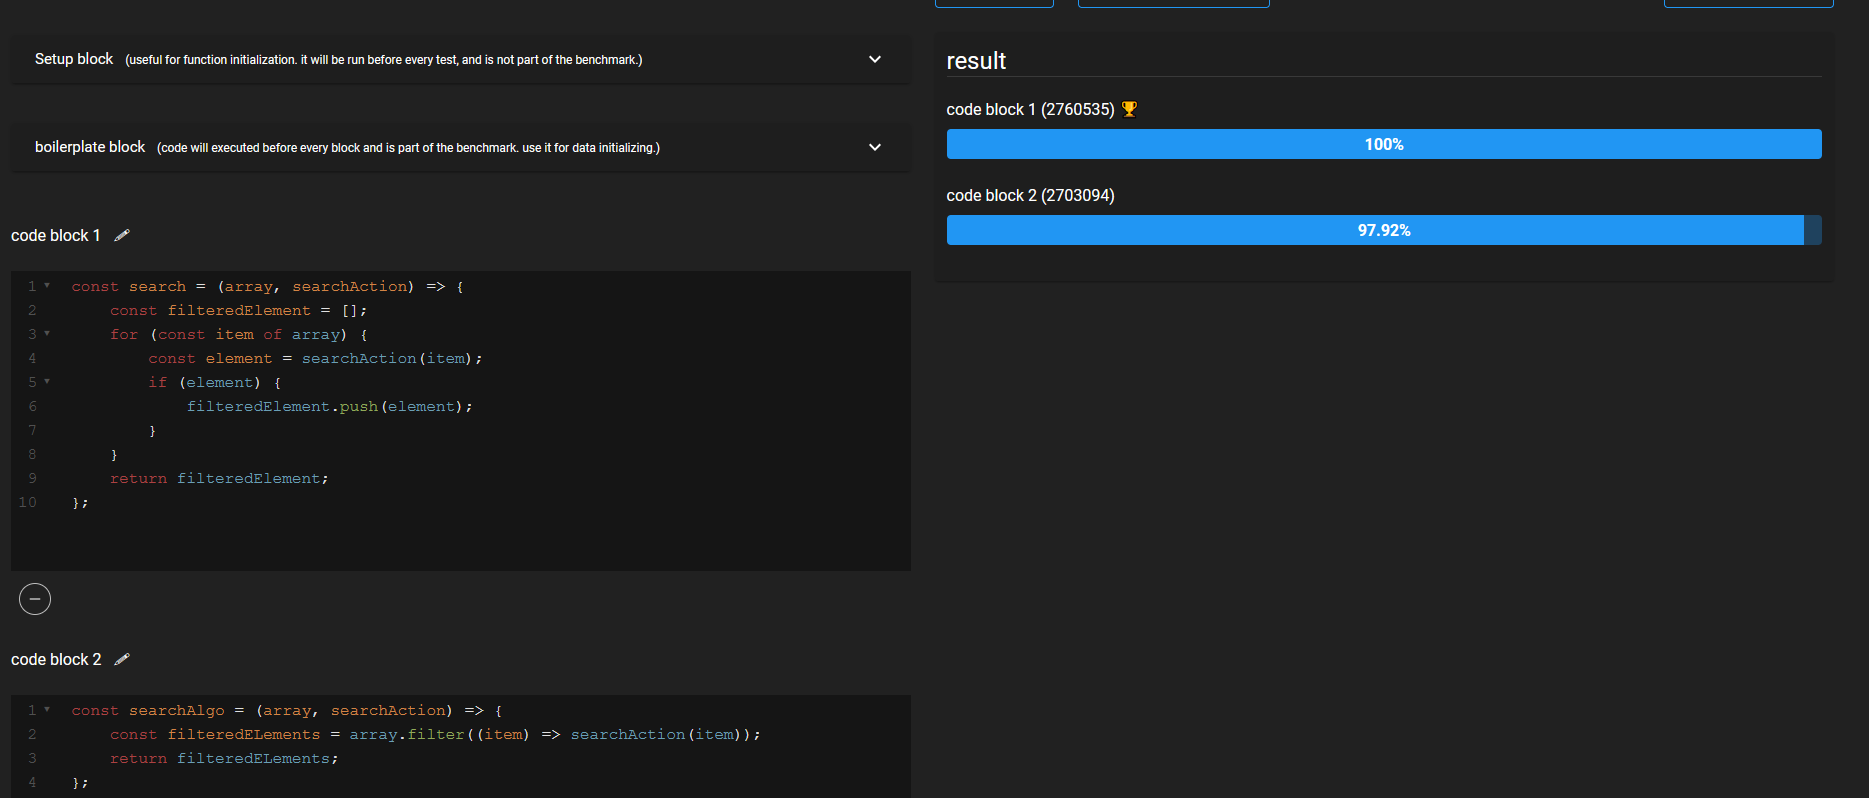 Setup block (useful for function initialization. it will be run before every test, and is not part of the benchmark.)
boilerplate block (code will executed before every block and is part of the benchmark. use it for data initializing.)
code block 1
1 const search = (array, searchAction) => {
2     const filteredElement = [];
3     for (const item of array) {
4         const element = searchAction(item);
5         if (element) {
6             filteredElement.push(element);
7         }
8     }
9     return filteredElement;
10 };
code block 2
1 const searchAlgo = (array, searchAction) => {
2     const filteredELements = array.filter((item) => searchAction(item));
3     return filteredELements;
4 };
result
code block 1 (2760535) 🏆
100%
code block 2 (2703094)
97.92%